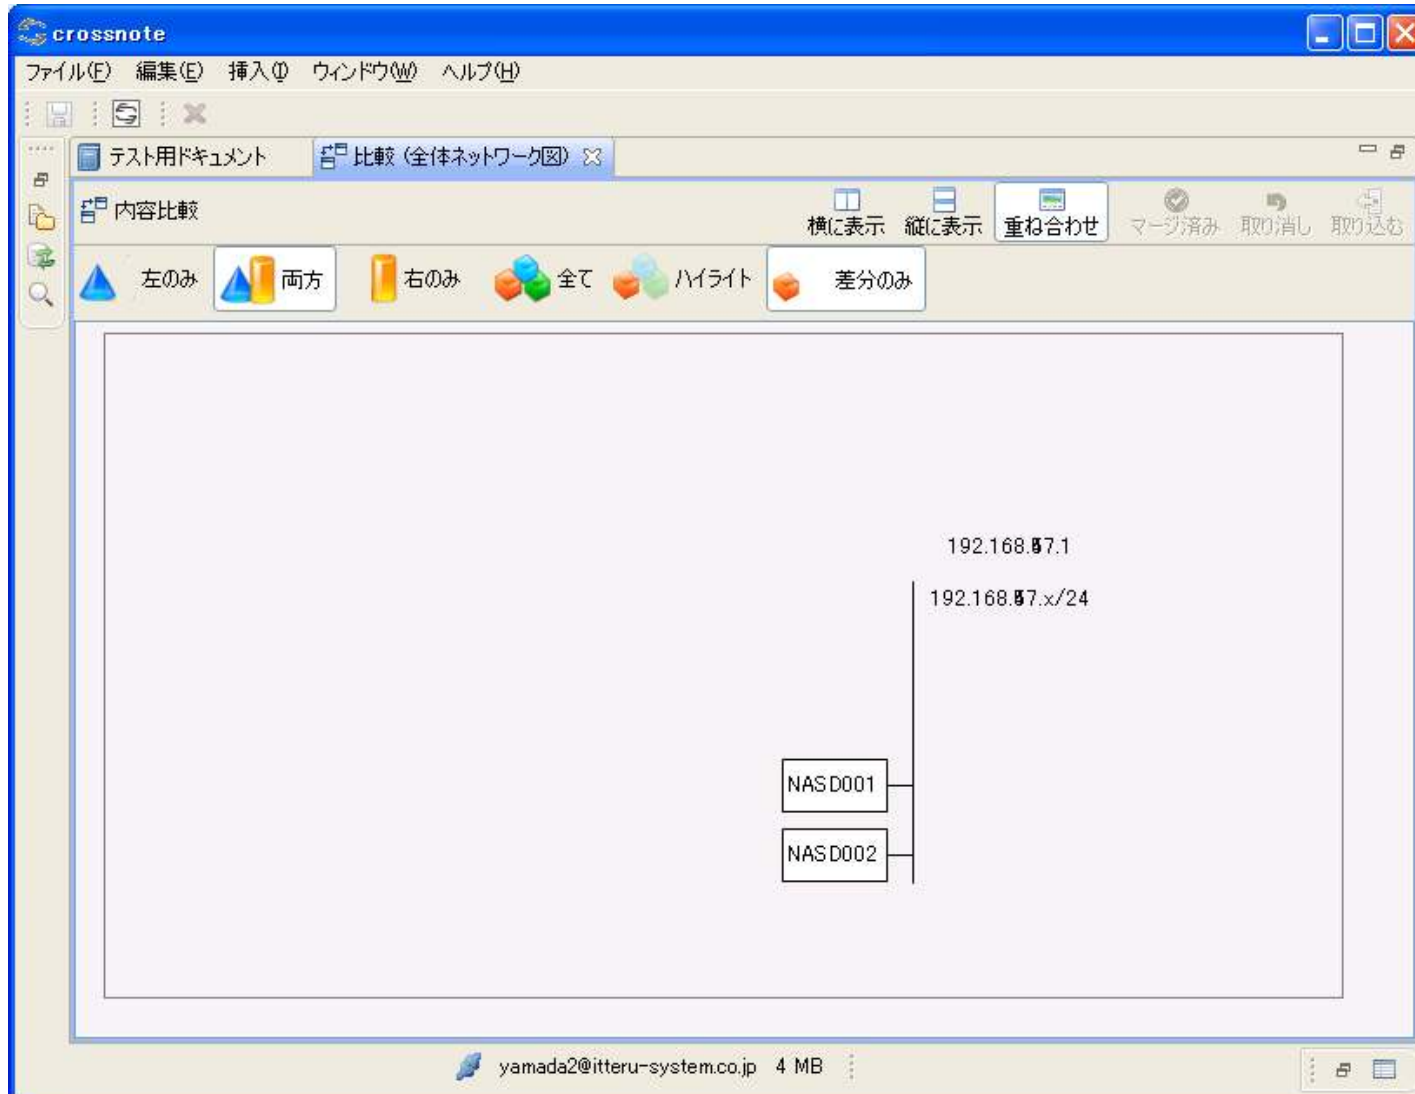 crossnote
ファイル(F) 編集(E) 挿入(I) ウィンドウ(W) ヘルプ(H)
テスト用ドキュメント 比較 (全体ネットワーク図)
内容比較 横に表示 縦に表示 重ね合わせ マージ済み 取り消し 取り込む
左のみ 両方 右のみ 全て ハイライト 差分のみ
NASD001
NASD002
yamada2@itteru-system.co.jp 4 MB